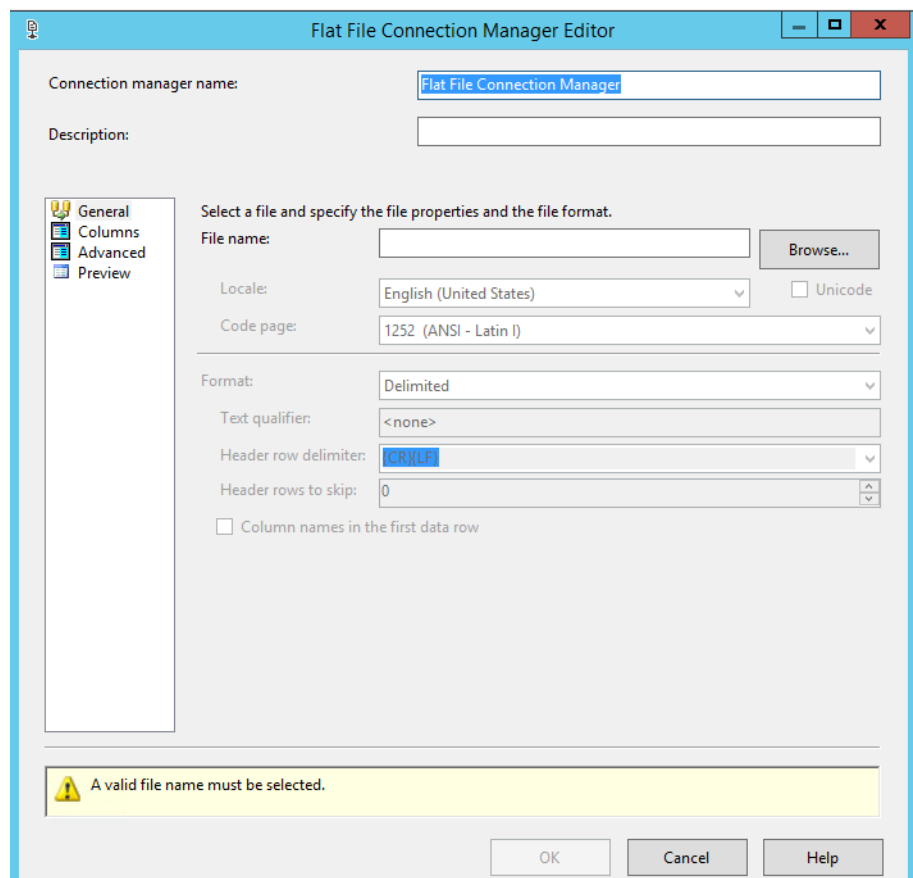 Flat File Connection Manager Editor
Connection manager name:
Flat File Connection Manager
Description:
General
Columns
Advanced
Preview
Select a file and specify the file properties and the file format.
File name:
Browse...
Locale:
English (United States)
Unicode
Code page:
1252 (ANSI - Latin I)
Format:
Delimited
Text qualifier:
<none>
Header row delimiter:
{CR}{LF}
Header rows to skip:
0
Column names in the first data row
A valid file name must be selected.
OK
Cancel
Help